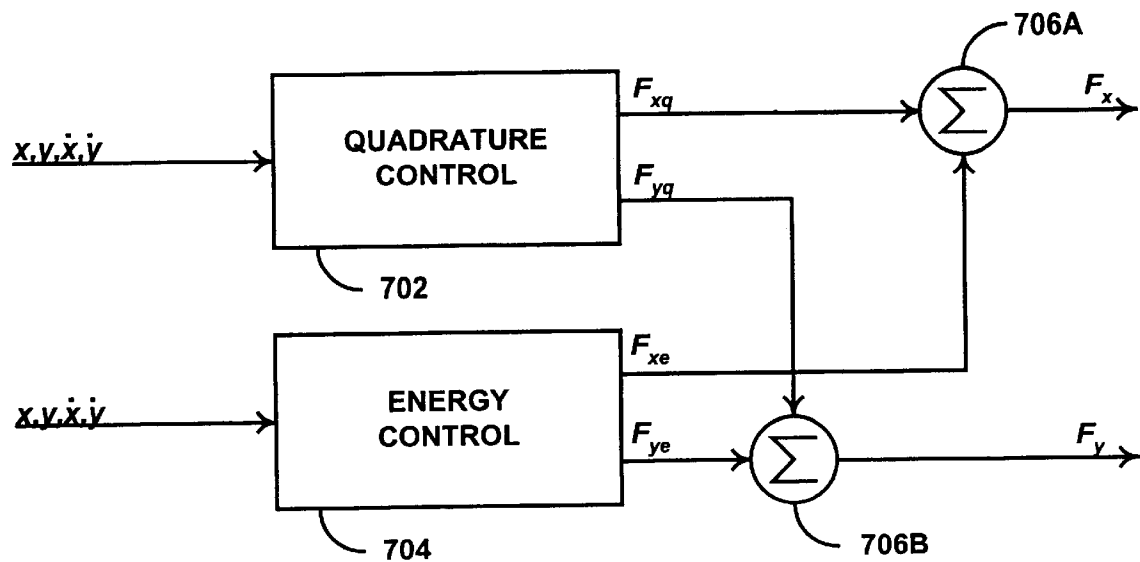 706A
F_xq
F_x
Σ
x,y,ẋ,ẏ
QUADRATURE
CONTROL
F_yq
702
F_xe
x,y,ẋ,ẏ
ENERGY
CONTROL
F_ye
Σ
F_y
704
706B